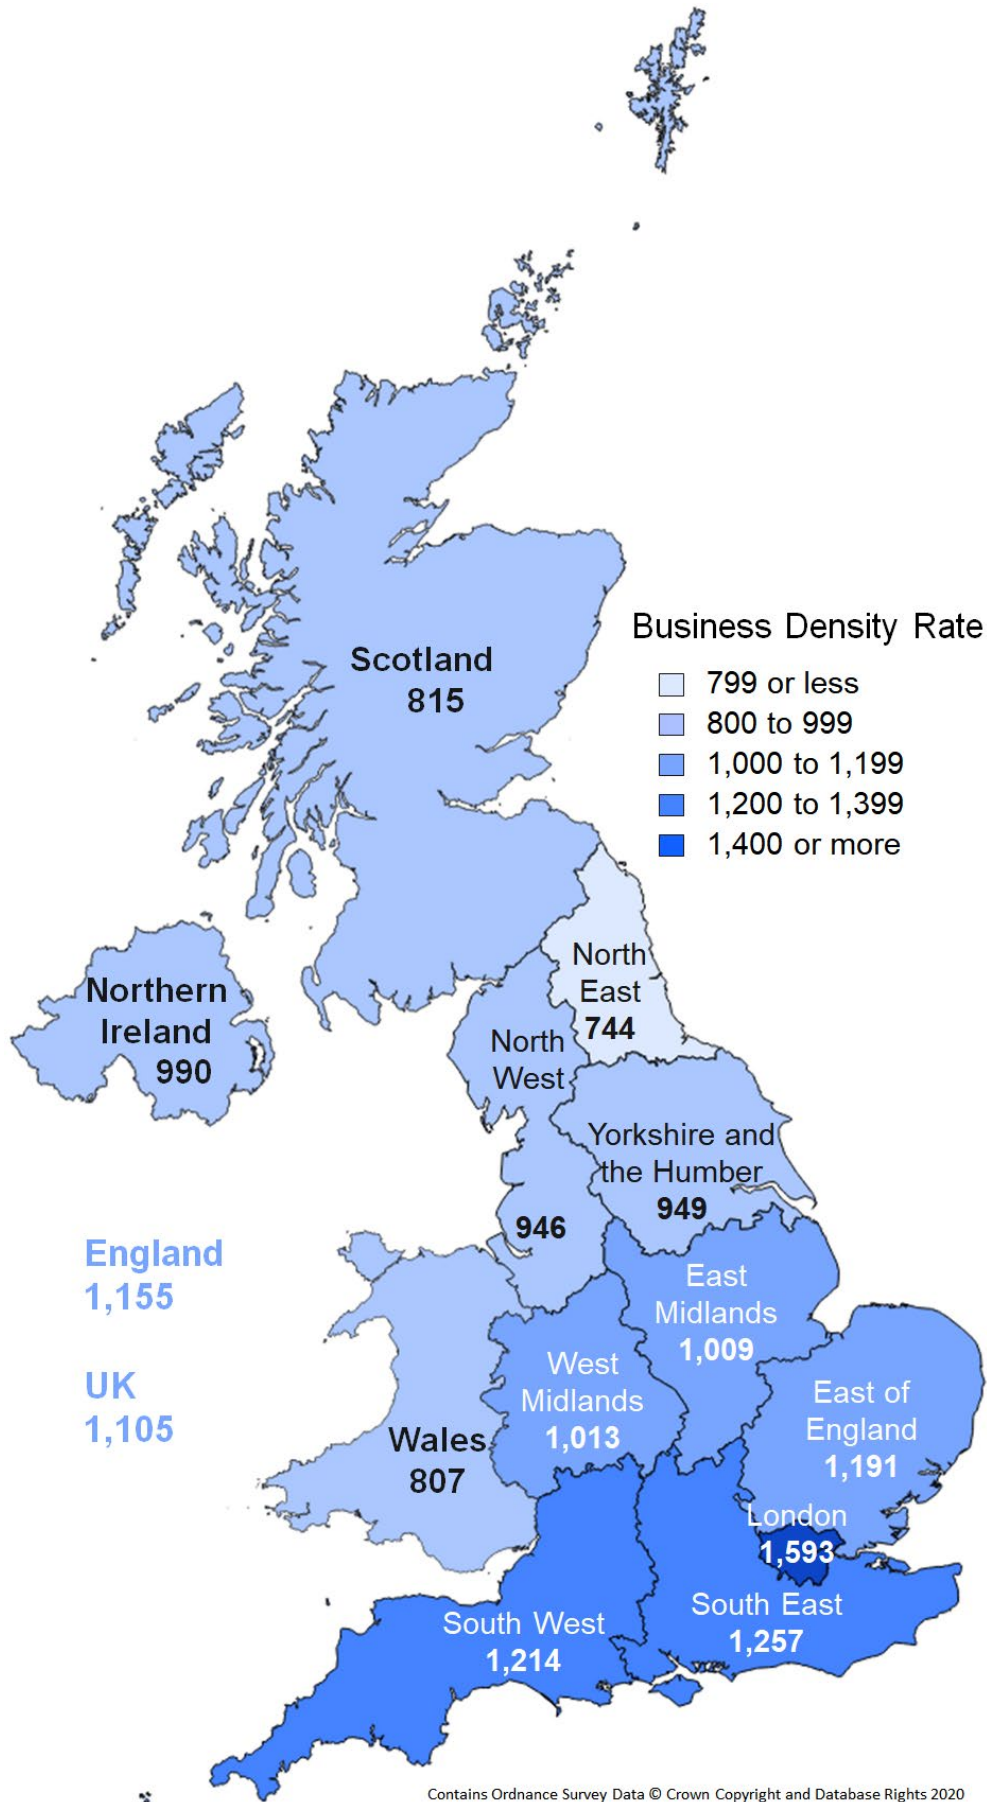 Business Density Rate
799 or less
800 to 999
1,000 to 1,199
1,200 to 1,399
1,400 or more
Scotland
815
Northern
Ireland
990
North
East
744
North
West
946
Yorkshire and
the Humber
949
England
1,155
UK
1,105
East
Midlands
1,009
West
Midlands
1,013
East of
England
1,191
Wales
807
London
1,593
South East
1,257
South West
1,214
Contains Ordnance Survey Data © Crown Copyright and Database Rights 2020